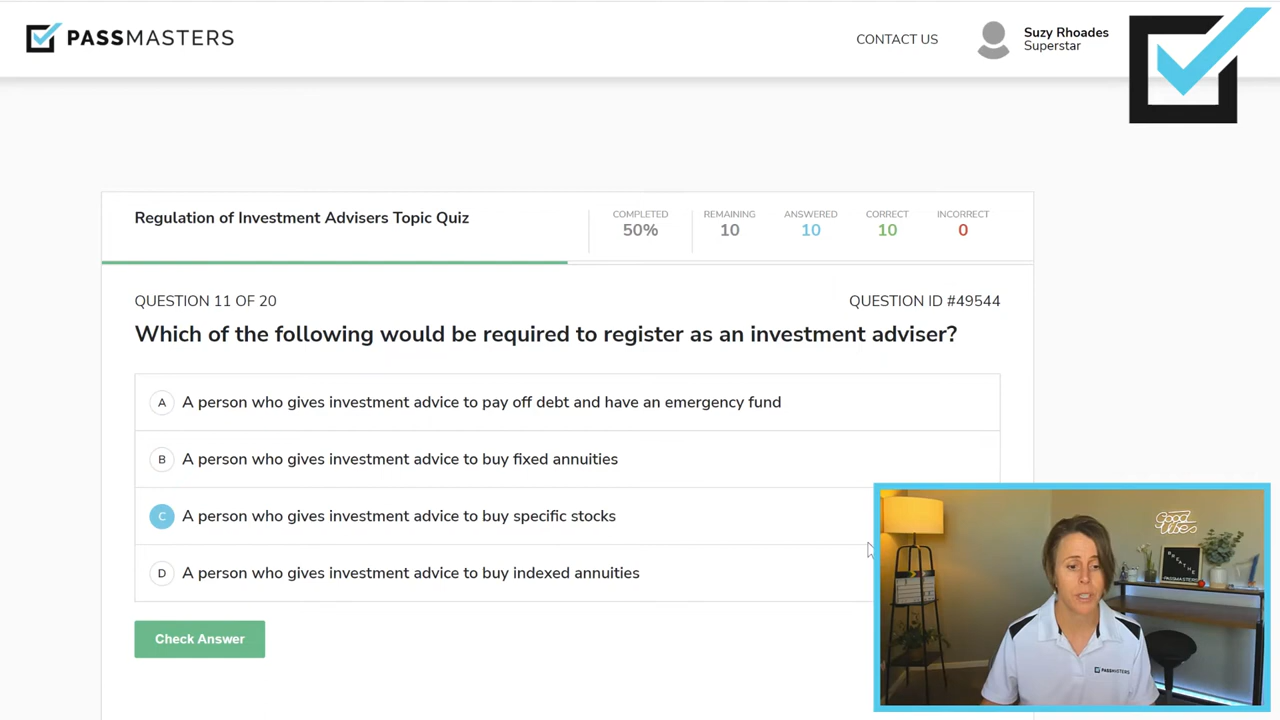 PASSMASTERS
CONTACT US
Suzy Rhoades
Superstar
Regulation of Investment Advisers Topic Quiz
COMPLETED
50%
REMAINING
10
ANSWERED
10
CORRECT
10
INCORRECT
0
QUESTION 11 OF 20
QUESTION ID #49544
Which of the following would be required to register as an investment adviser?
A A person who gives investment advice to pay off debt and have an emergency fund
B A person who gives investment advice to buy fixed annuities
C A person who gives investment advice to buy specific stocks
D A person who gives investment advice to buy indexed annuities
Check Answer
GOOD
VIBES
BREATHE
PASSMASTERS
PASSMASTERS